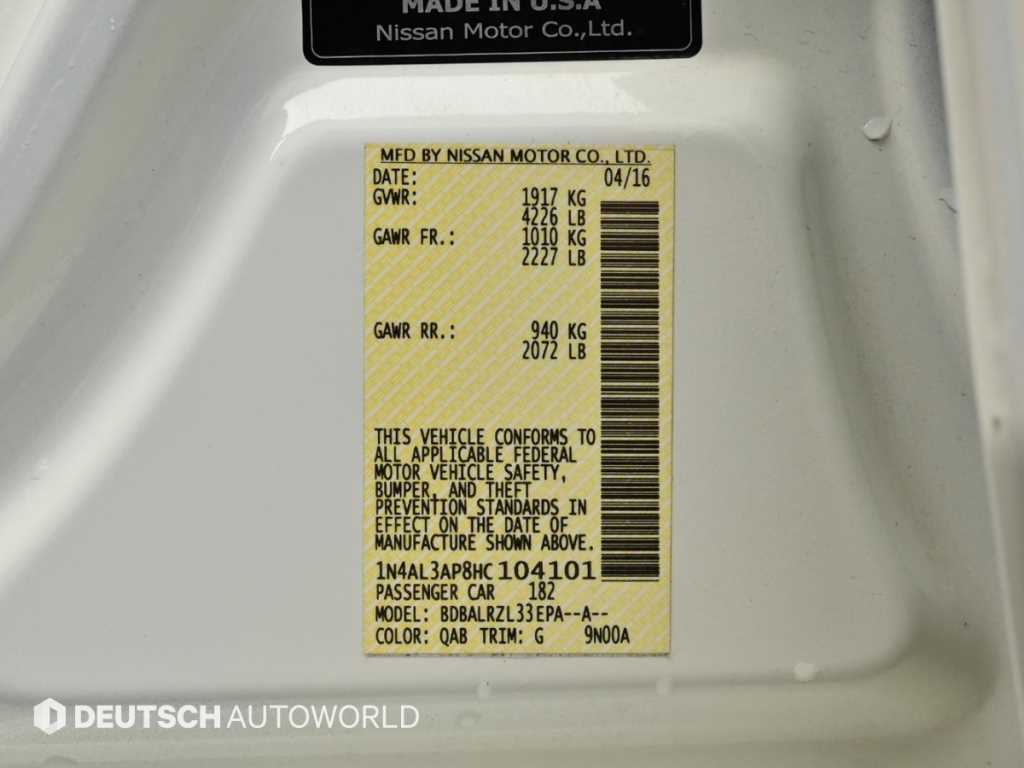 MADE IN U.S.A
Nissan Motor Co.,Ltd.
MFD BY NISSAN MOTOR CO., LTD.
DATE: 04/16
GVWR: 1917 KG
4226 LB
GAWR FR.: 1010 KG
2227 LB
GAWR RR.: 940 KG
2072 LB
THIS VEHICLE CONFORMS TO
ALL APPLICABLE FEDERAL
MOTOR VEHICLE SAFETY,
BUMPER, AND THEFT
PREVENTION STANDARDS IN
EFFECT ON THE DATE OF
MANUFACTURE SHOWN ABOVE.
1N4AL3AP8HC104101
PASSENGER CAR 182
MODEL: BDBALRZL33EPA--A--
COLOR: QAB TRIM: G 9N00A
DEUTSCH AUTOWORLD